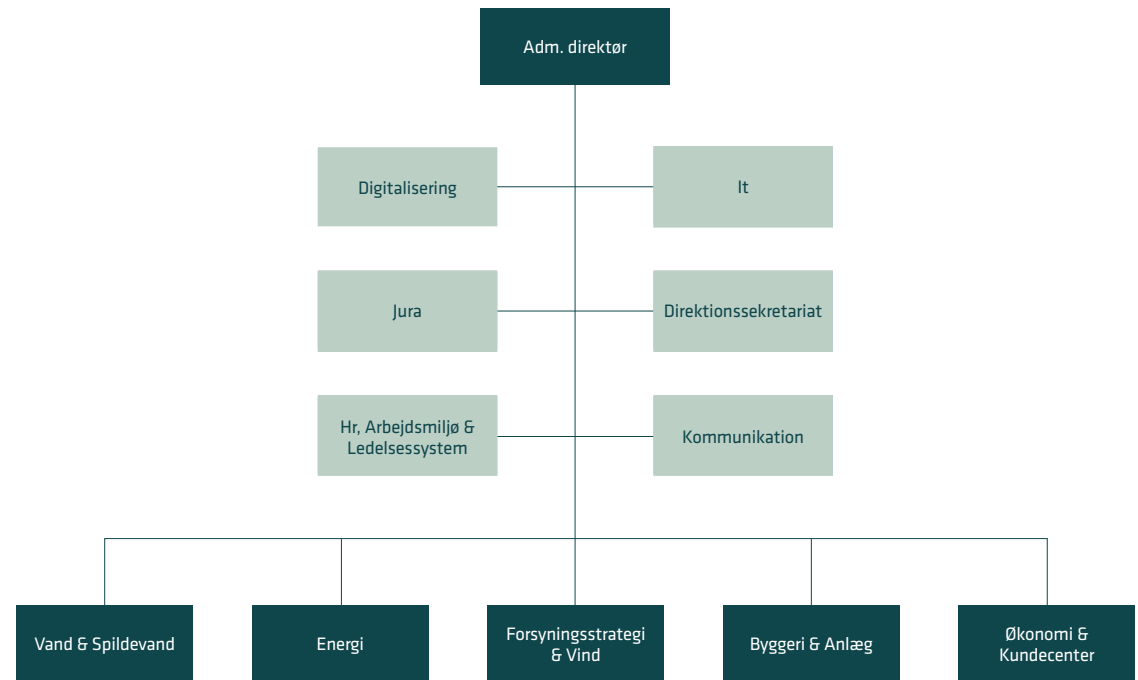 Adm. direktør
Digitalisering
It
Jura
Direktionssekretariat
Hr, Arbejdsmiljø &
Ledelsessystem
Kommunikation
Vand & Spildevand
Energi
Forsyningsstrategi
& Vind
Byggeri & Anlæg
Økonomi &
Kundecenter